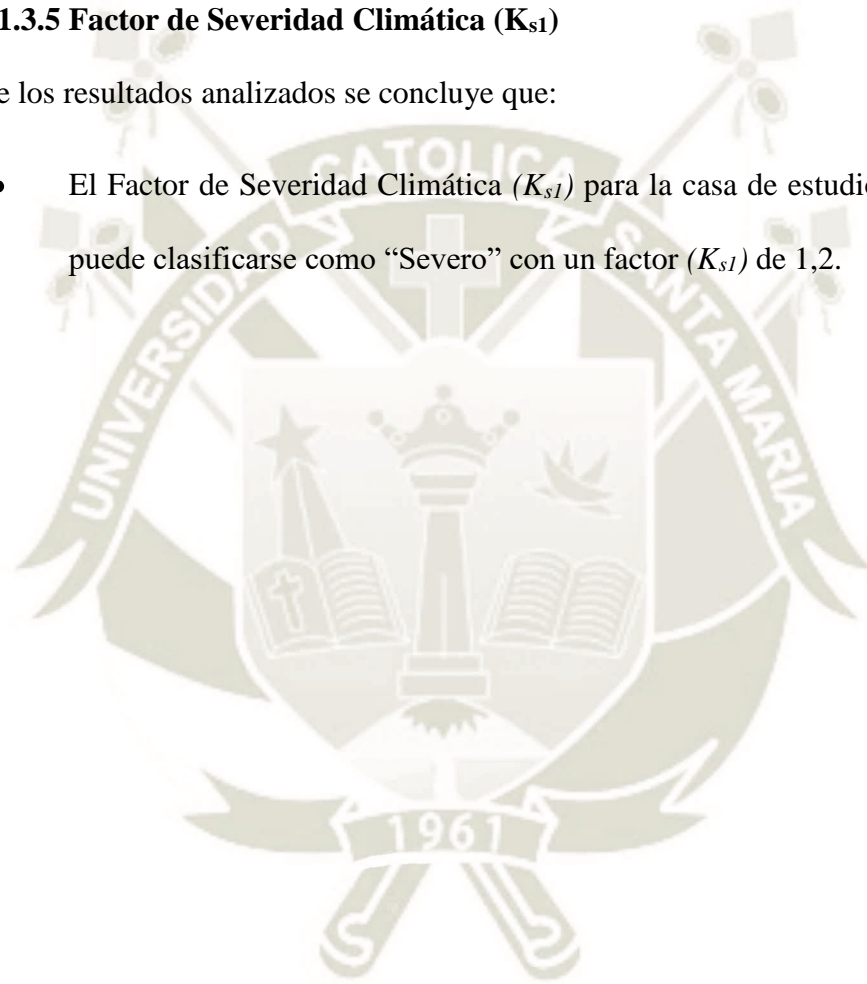 1.3.5 Factor de Severidad Climática (Ks1)
e los resultados analizados se concluye que:
• El Factor de Severidad Climática (Ks1) para la casa de estudi
puede clasificarse como “Severo” con un factor (Ks1) de 1,2.
UNIVERSIDAD CATOLICA SANTA MARIA
1961